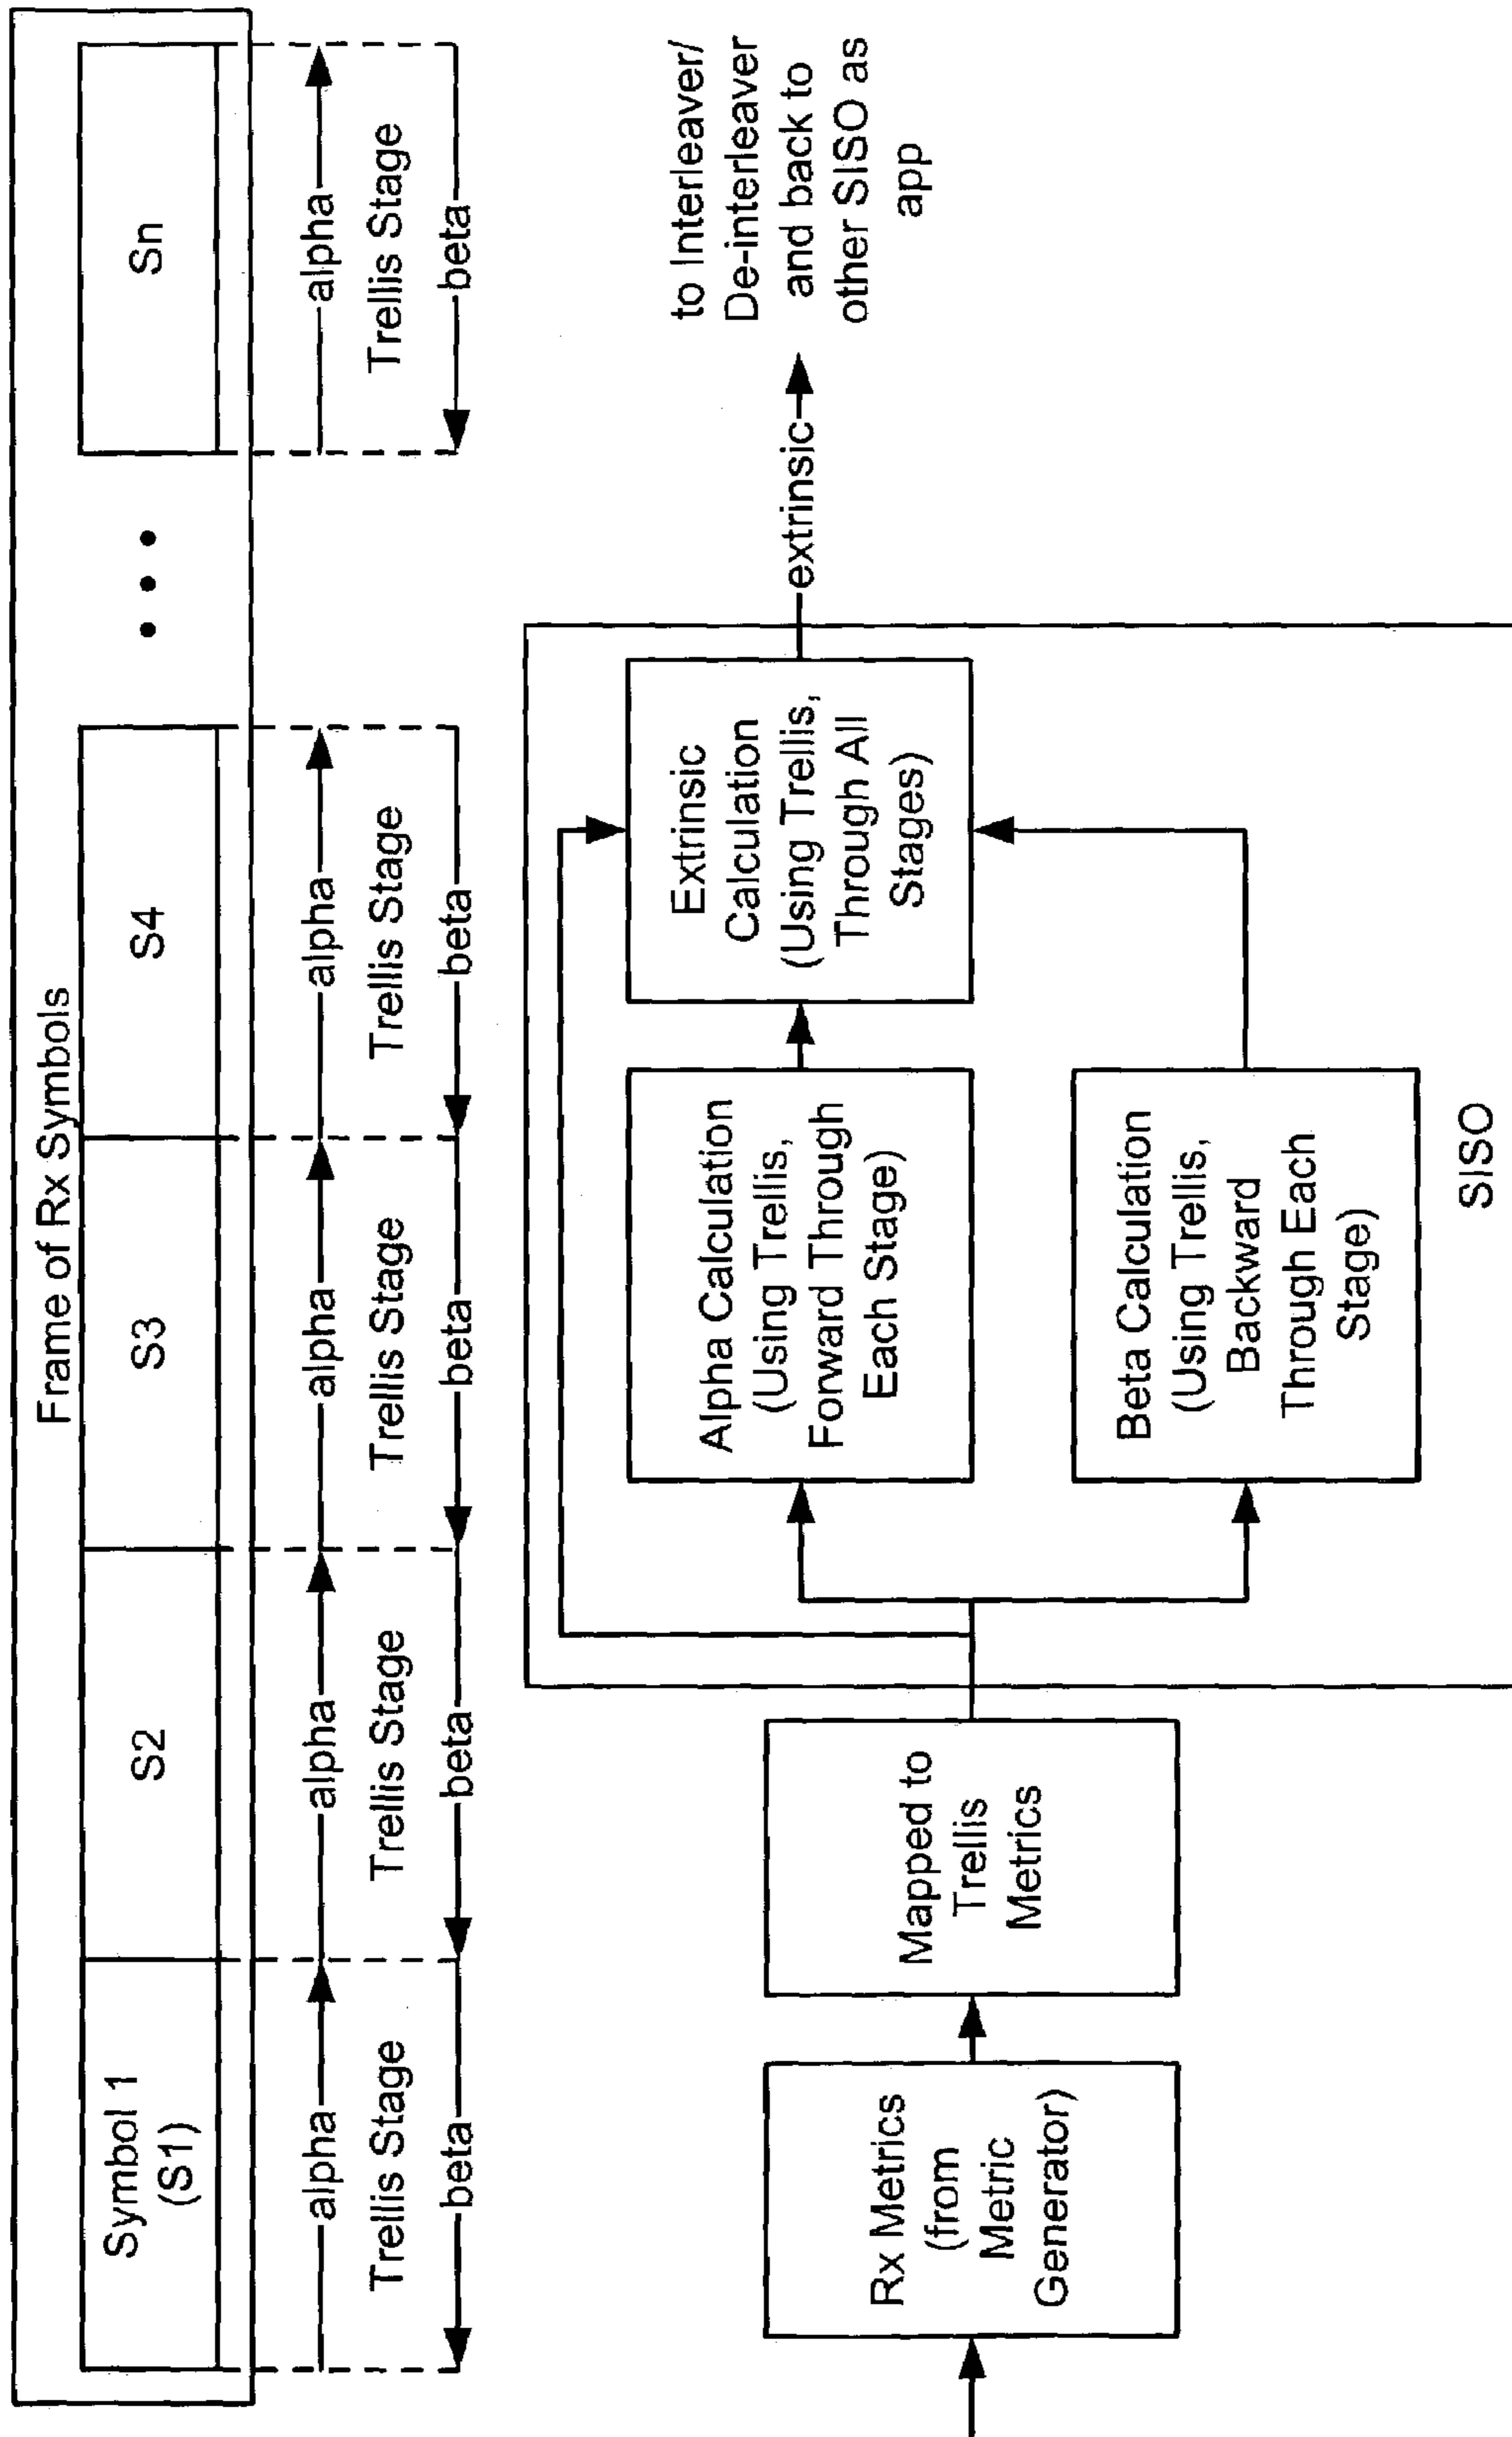 Frame of Rx Symbols
Symbol 1
(S1)
S2
S3
S4
Sn
alpha
alpha
alpha
alpha
alpha
Trellis Stage
Trellis Stage
Trellis Stage
Trellis Stage
Trellis Stage
beta
beta
beta
beta
beta
Rx Metrics
(from
Metric
Generator)
Mapped to
Trellis
Metrics
Alpha Calculation
(Using Trellis,
Forward Through
Each Stage)
Beta Calculation
(Using Trellis,
Backward
Through Each
Stage)
Extrinsic
Calculation
(Using Trellis,
Through All
Stages)
SISO
extrinsic
to Interleaver/
De-interleaver
and back to
other SISO as
app